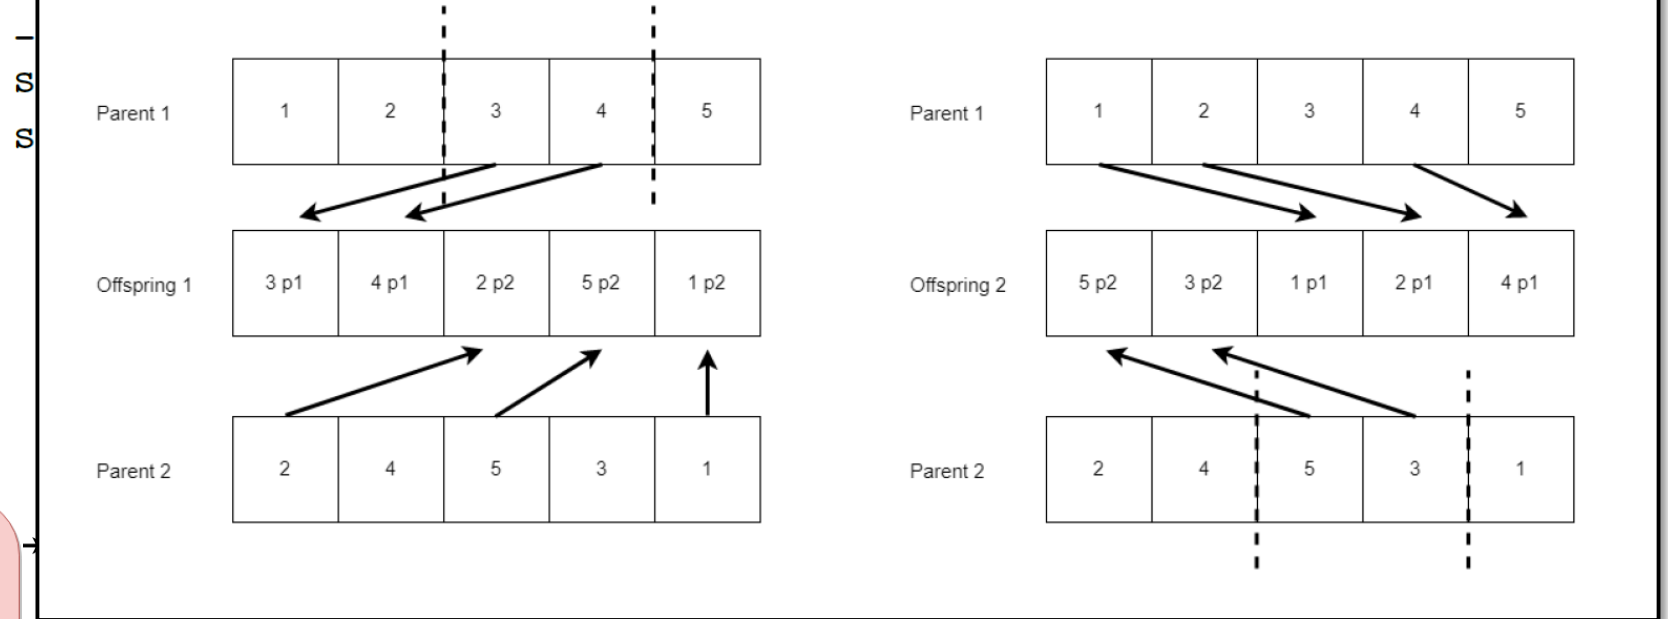 –
S
S
Parent 1 1 2 3 4 5
Offspring 1 3 p1 4 p1 2 p2 5 p2 1 p2
Parent 2 2 4 5 3 1
Parent 1 1 2 3 4 5
Offspring 2 5 p2 3 p2 1 p1 2 p1 4 p1
Parent 2 2 4 5 3 1